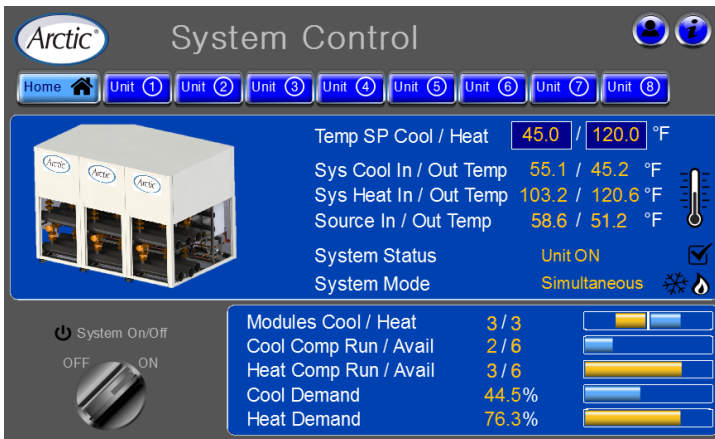 Arctic® System Control
Home Unit 1 Unit 2 Unit 3 Unit 4 Unit 5 Unit 6 Unit 7 Unit 8
Temp SP Cool / Heat 45.0 / 120.0 °F
Sys Cool In / Out Temp 55.1 / 45.2 °F
Sys Heat In / Out Temp 103.2 / 120.6 °F
Source In / Out Temp 58.6 / 51.2 °F
System Status Unit ON
System Mode Simultaneous
Arctic Arctic Arctic
System On/Off
OFF ON
Modules Cool / Heat 3/3
Cool Comp Run / Avail 2/6
Heat Comp Run / Avail 3/6
Cool Demand 44.5%
Heat Demand 76.3%